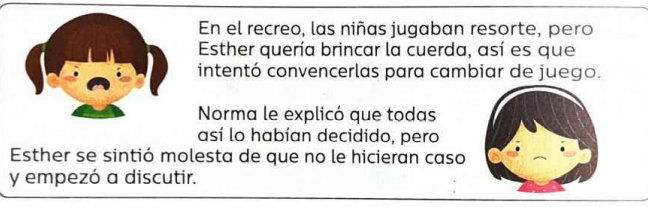 En el recreo, las niñas jugaban resorte, pero
Esther quería brincar la cuerda, así es que
intentó convencerlas para cambiar de juego.
Norma le explicó que todas
así lo habían decidido, pero
Esther se sintió molesta de que no le hicieran caso
y empezó a discutir.